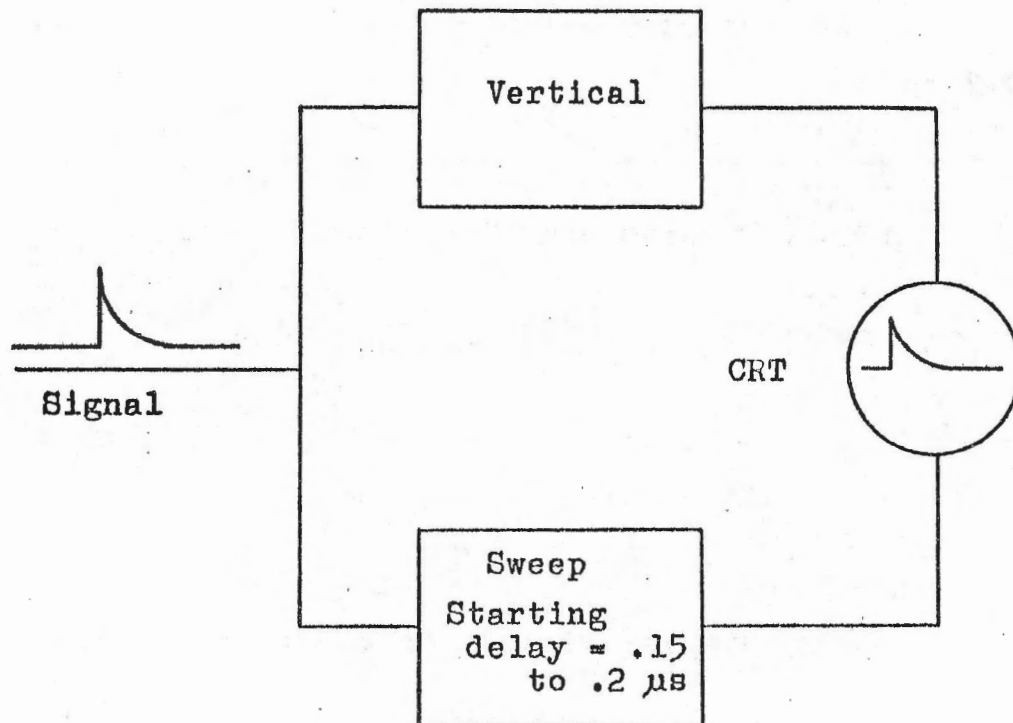 Vertical
Signal
CRT
Sweep
Starting
delay = .15
to .2 µs